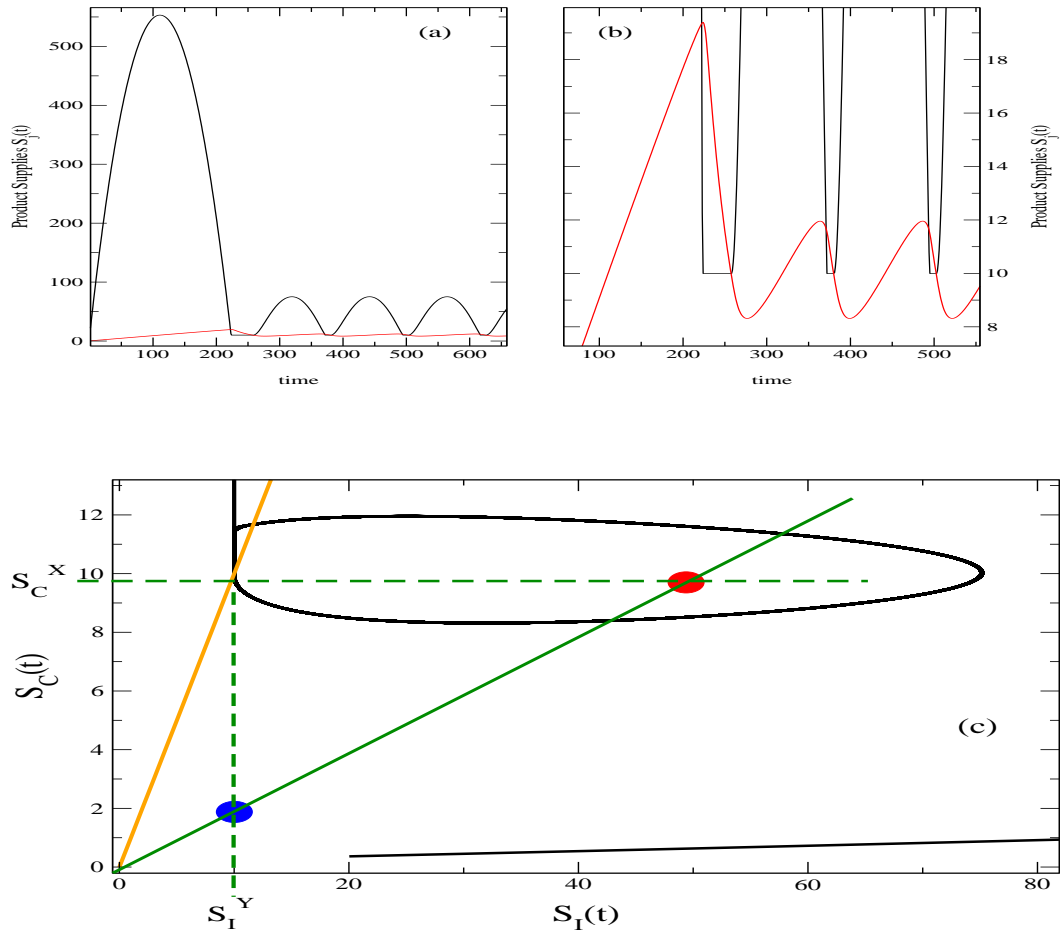 (a)
Product Supplies S_j(t)
500
400
300
200
100
0
100 200 300 400 500 600
time
(b)
18
16
14
12
10
8
Product Supplies S_j(t)
100 200 300 400 500
time
(c)
12
10
8
6
4
2
0
S_C^X
S_C(t)
0 20 40 60 80
S_I^Y
S_I(t)